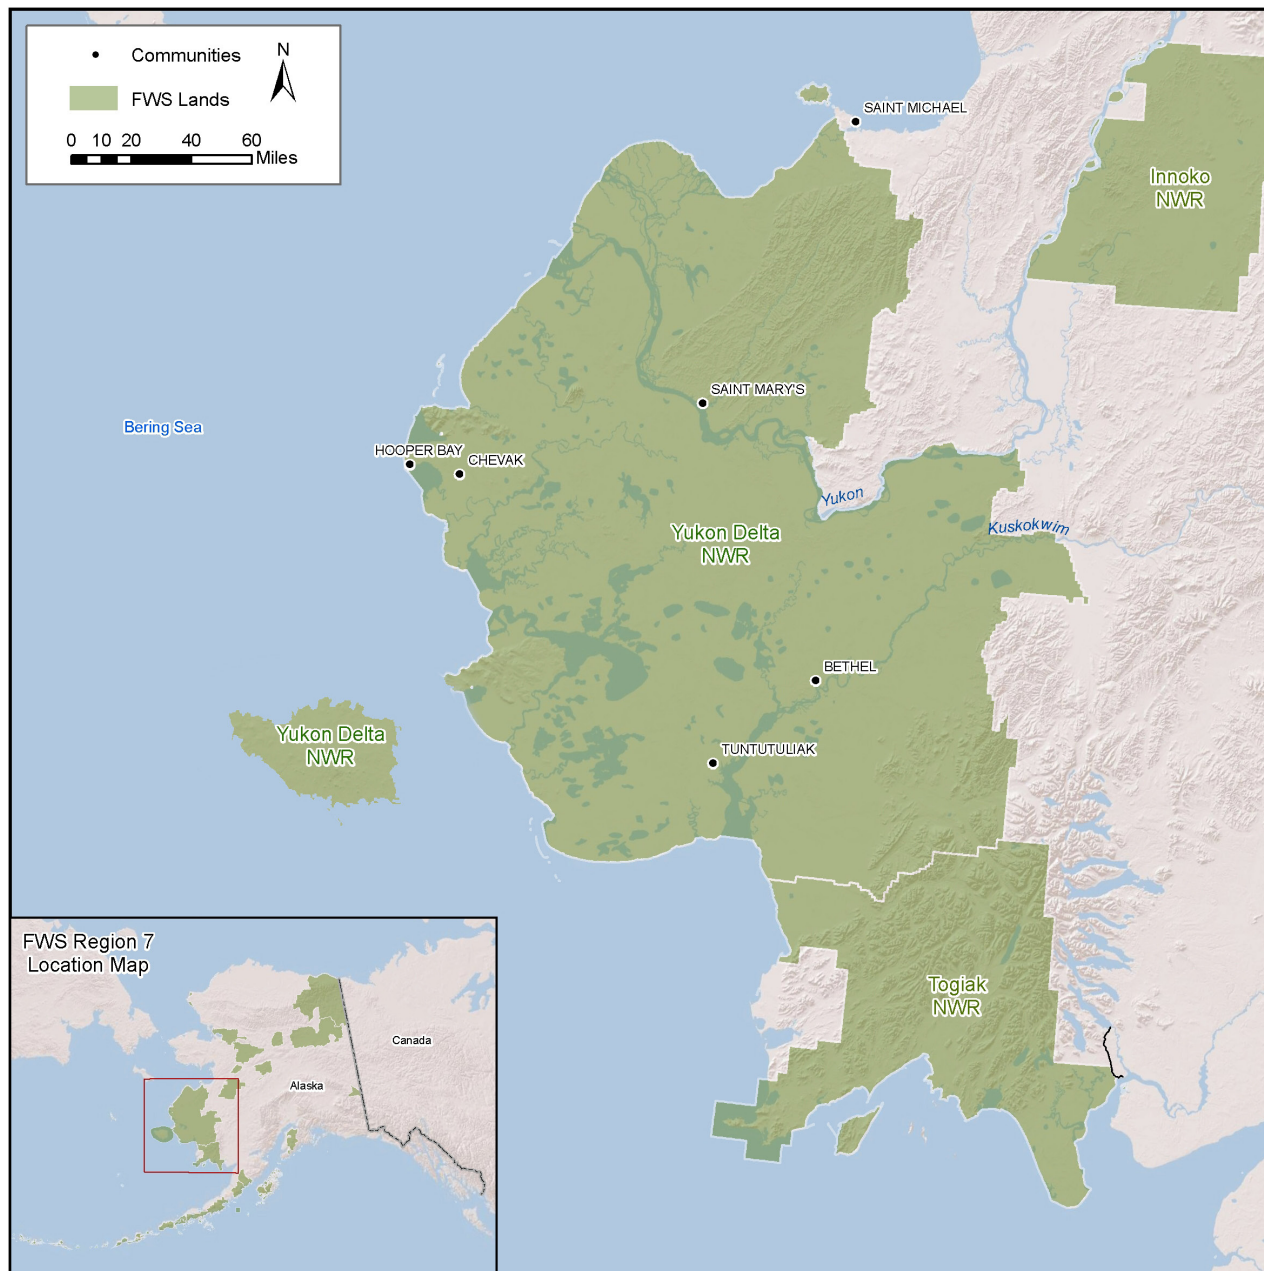 Communities
N
FWS Lands
0 10 20 40 60
Miles
SAINT MICHAEL
Innoko
NWR
SAINT MARY'S
Bering Sea
HOOPER BAY
CHEVAK
Yukon
Kuskokwim
Yukon Delta
NWR
BETHEL
Yukon Delta
NWR
TUNTUTULIAK
Togiak
NWR
FWS Region 7
Location Map
Canada
Alaska